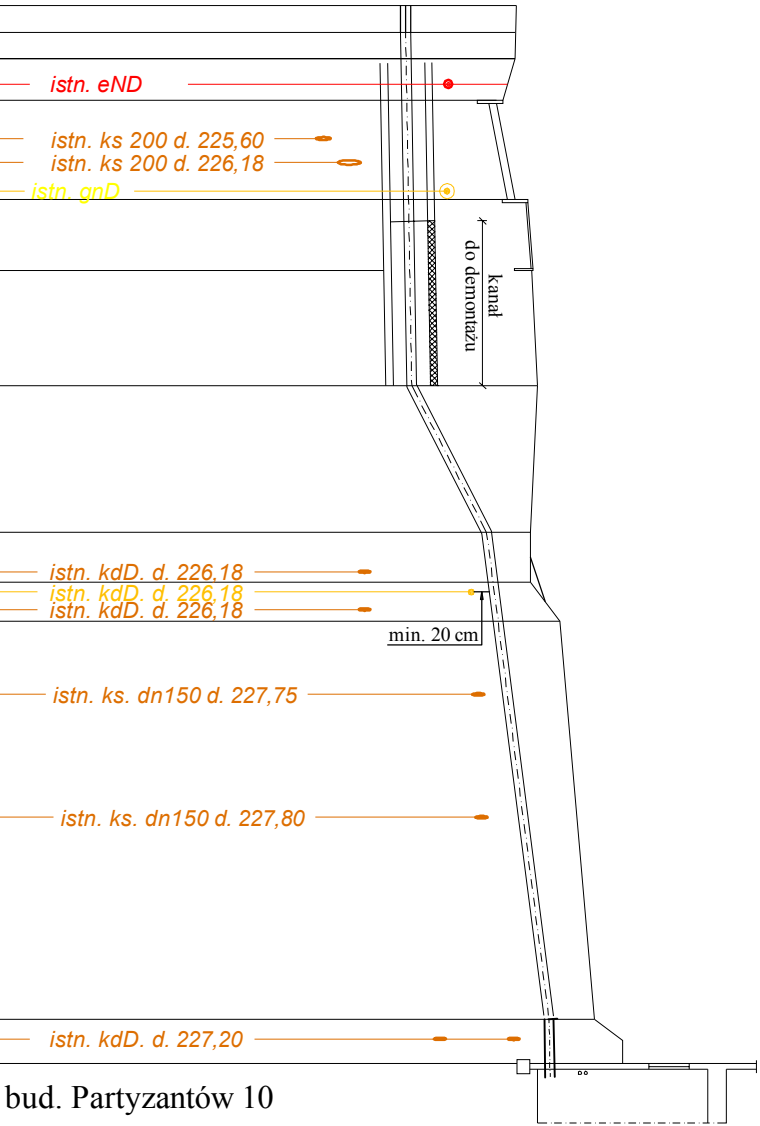 istn. eND
istn. ks 200 d. 225,60
istn. ks 200 d. 226,18
istn. gnD
kanał
do demontażu
istn. kdD. d. 226,18
istn. kdD. d. 226,18
istn. kdD. d. 226,18
min. 20 cm
istn. ks. dn150 d. 227,75
istn. ks. dn150 d. 227,80
istn. kdD. d. 227,20
bud. Partyzantów 10